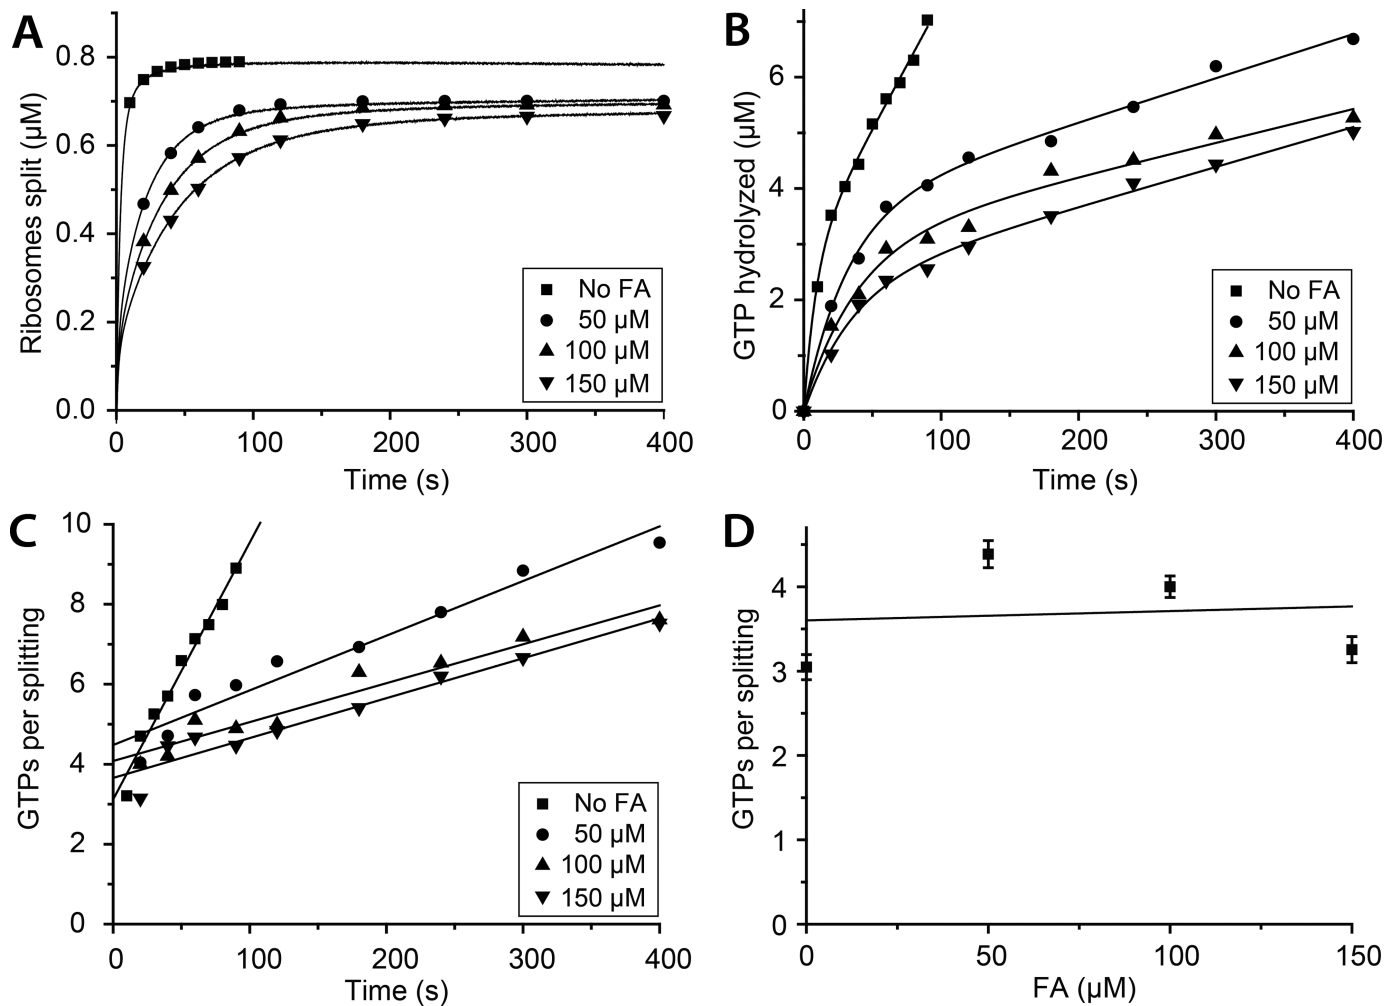 A
Ribosomes split (µM)
0.8
0.6
0.4
0.2
0.0
0 100 200 300 400
Time (s)
No FA
50 µM
100 µM
150 µM
B
GTP hydrolyzed (µM)
6
4
2
0
0 100 200 300 400
Time (s)
No FA
50 µM
100 µM
150 µM
C
GTPs per splitting
10
8
6
4
2
0
0 100 200 300 400
Time (s)
No FA
50 µM
100 µM
150 µM
D
GTPs per splitting
4
3
2
1
0
0 50 100 150
FA (µM)